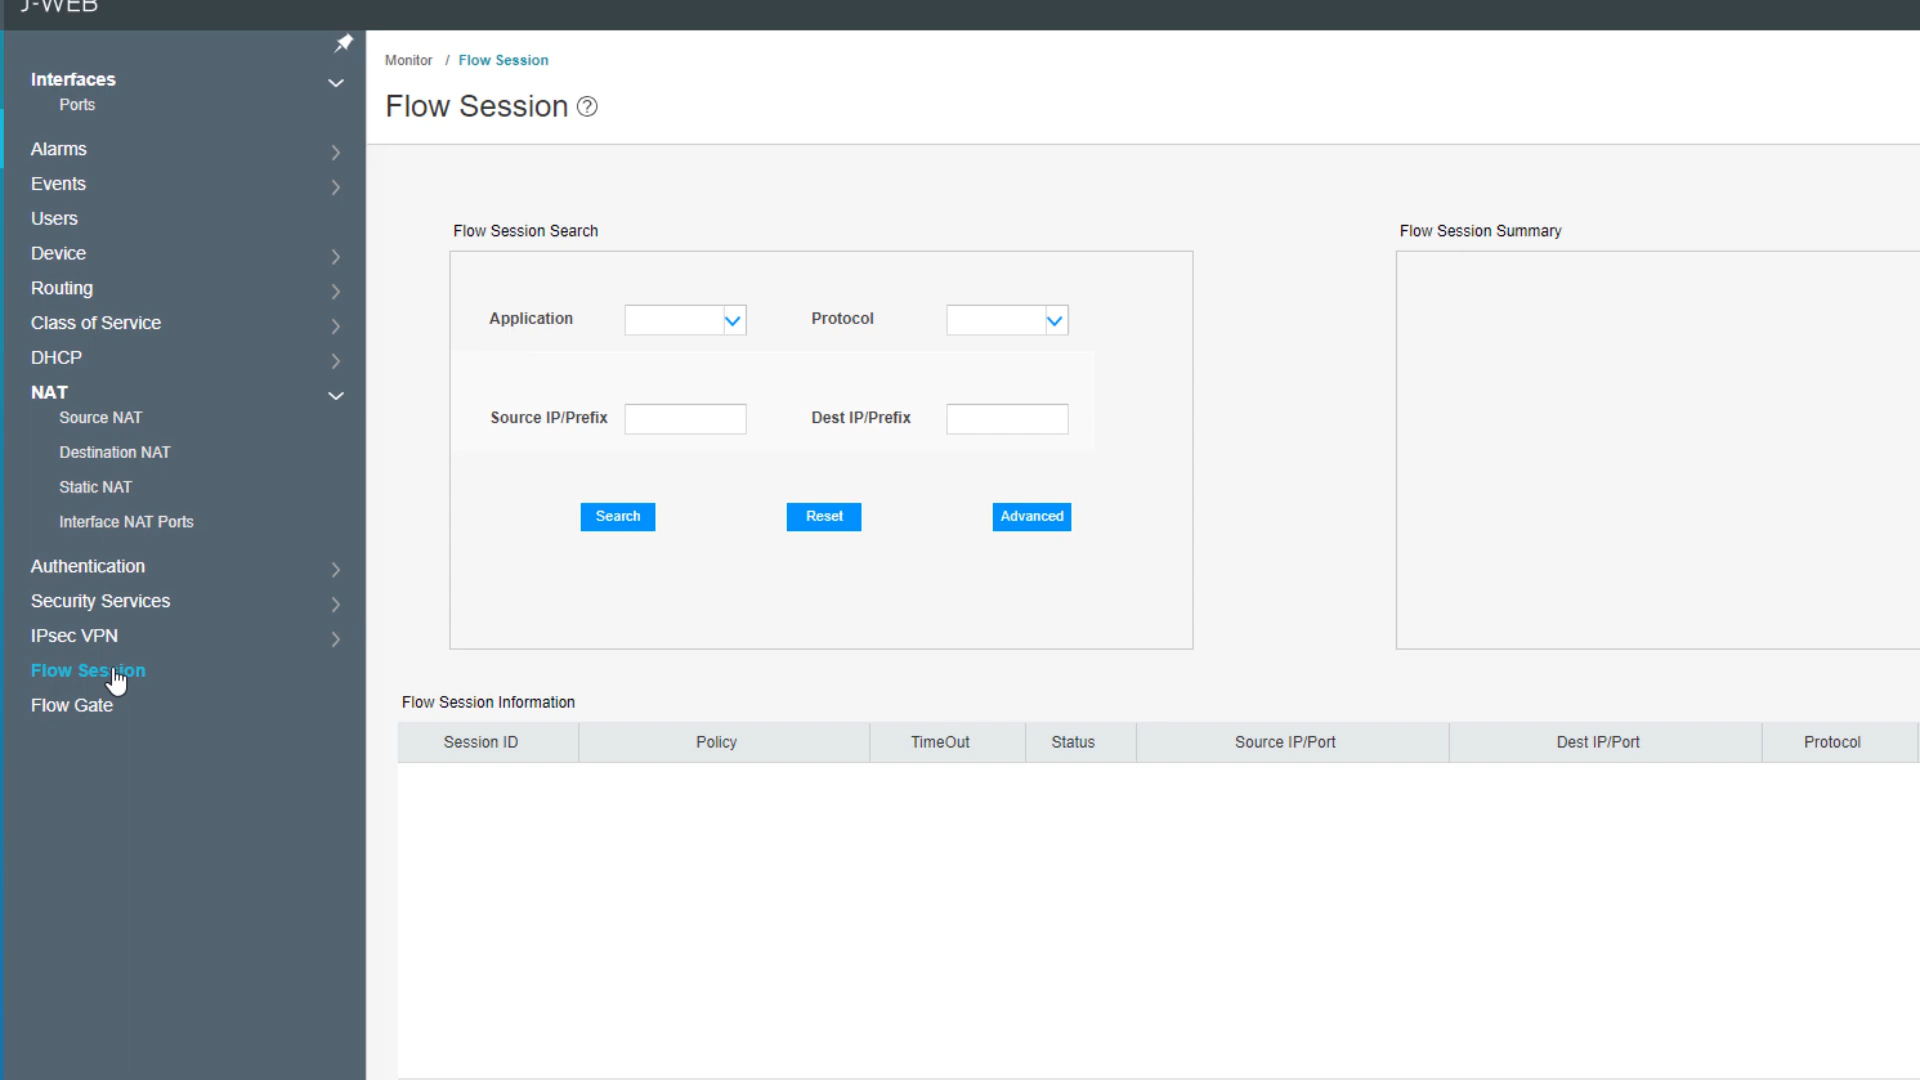 J-WEB
Interfaces
Ports
Alarms
Events
Users
Device
Routing
Class of Service
DHCP
NAT
Source NAT
Destination NAT
Static NAT
Interface NAT Ports
Authentication
Security Services
IPsec VPN
Flow Session
Flow Gate
Monitor / Flow Session
Flow Session ?
Flow Session Search
Application Protocol
Source IP/Prefix Dest IP/Prefix
Search Reset Advanced
Flow Session Summary
Flow Session Information
Session ID Policy TimeOut Status Source IP/Port Dest IP/Port Protocol